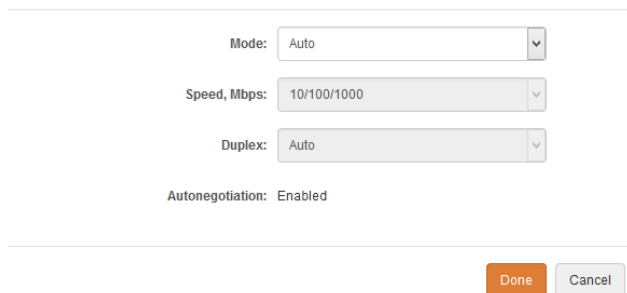 Mode: Auto
Speed, Mbps: 10/100/1000
Duplex: Auto
Autonegotiation: Enabled
Done Cancel